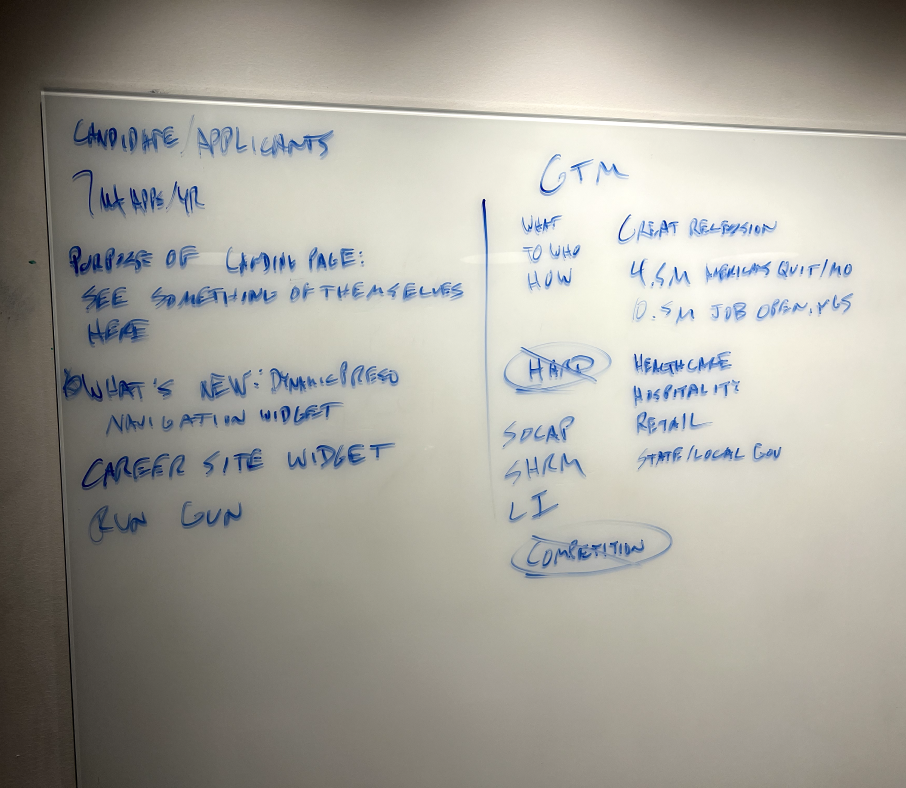 CANDIDATE/APPLICANTS
7 APPS/YR
PURPOSE OF LANDING PAGE:
SEE SOMETHING OF THEMSELVES
HERE
WHAT'S NEW: DYNAMIC PRESO
NAVIGATION WIDGET
CAREER SITE WIDGET
RUN GUN
GTM
WHAT
TO WHO
HOW
GREAT RECESSION
4.5M AMERICANS QUIT/MO
10.5M JOB OPENINGS
HARD
SOCAP
SHRM
LI
COMPETITION
HEALTHCARE
HOSPITALITY
RETAIL
STATE/LOCAL GOV